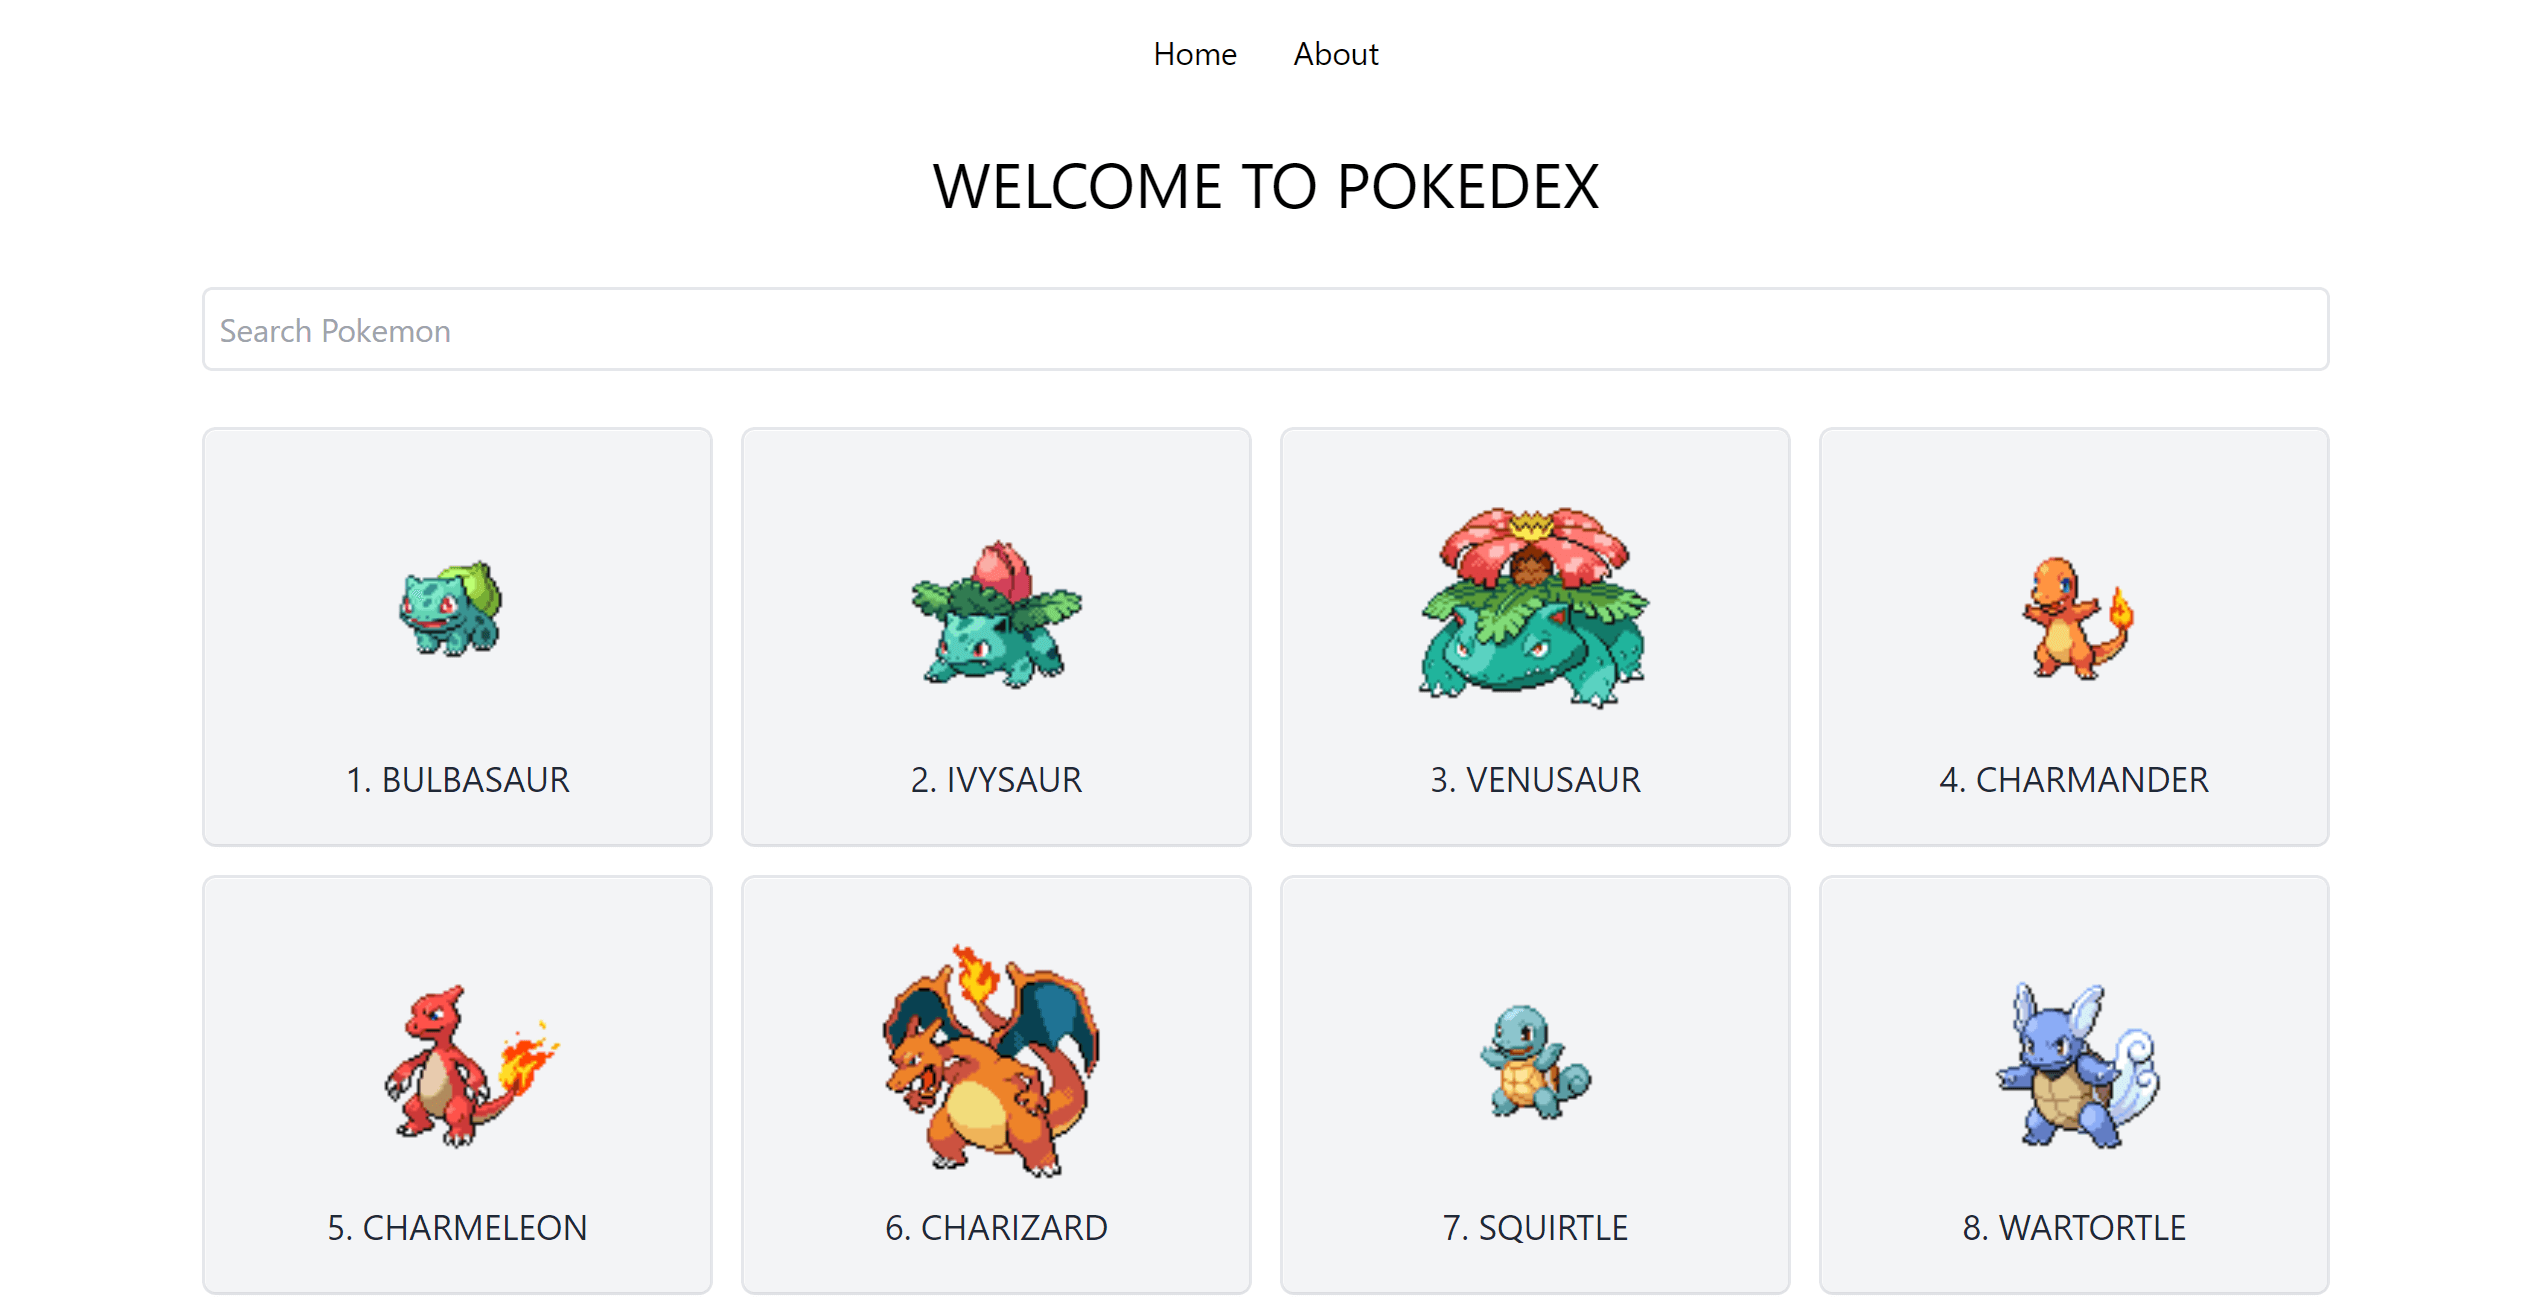 Home About
WELCOME TO POKEDEX
Search Pokemon
1. BULBASAUR
2. IVYSAUR
3. VENUSAUR
4. CHARMANDER
5. CHARMELEON
6. CHARIZARD
7. SQUIRTLE
8. WARTORTLE